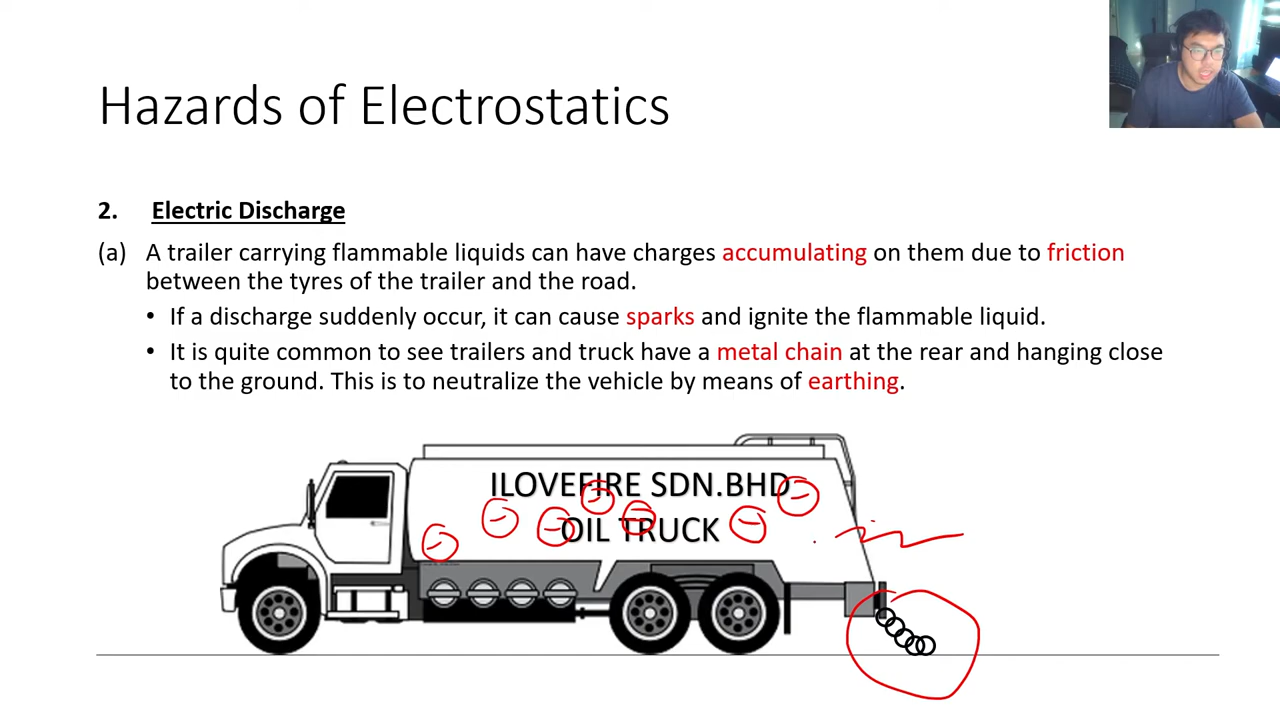 Hazards of Electrostatics
2. Electric Discharge
(a) A trailer carrying flammable liquids can have charges accumulating on them due to friction
between the tyres of the trailer and the road.
• If a discharge suddenly occur, it can cause sparks and ignite the flammable liquid.
• It is quite common to see trailers and truck have a metal chain at the rear and hanging close
to the ground. This is to neutralize the vehicle by means of earthing.
ILOVEFIRE SDN.BHD
OIL TRUCK